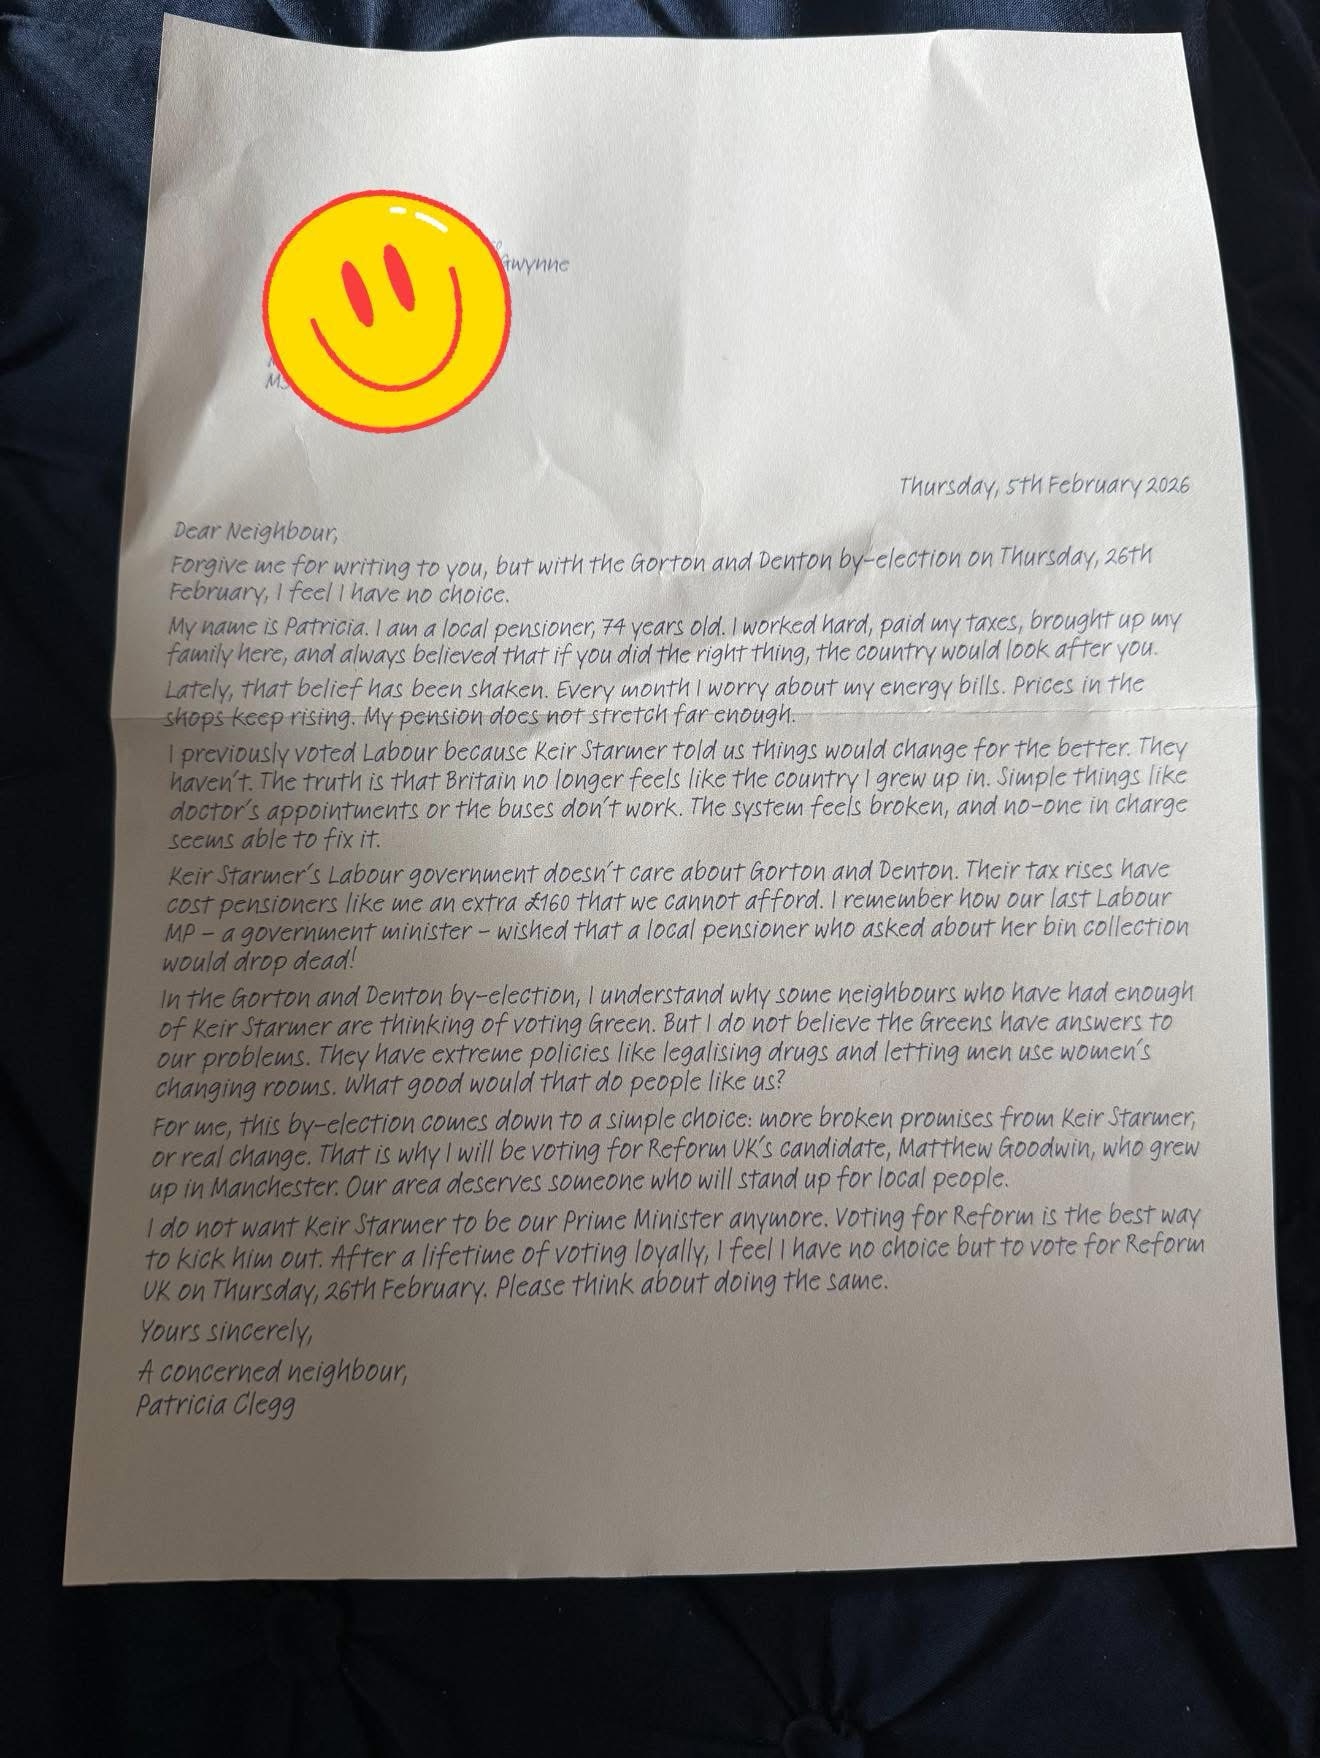 Gwynne
Thursday, 5th February 2026
Dear Neighbour,
Forgive me for writing to you, but with the Gorton and Denton by-election on Thursday, 26th
February, I feel I have no choice.
My name is Patricia. I am a local pensioner, 74 years old. I worked hard, paid my taxes, brought up my
family here, and always believed that if you did the right thing, the country would look after you.
Lately, that belief has been shaken. Every month I worry about my energy bills. Prices in the
shops keep rising. My pension does not stretch far enough.
I previously voted Labour because Keir Starmer told us things would change for the better. They
haven't. The truth is that Britain no longer feels like the country I grew up in. Simple things like
doctor's appointments or the buses don't work. The system feels broken, and no-one in charge
seems able to fix it.
Keir Starmer's Labour government doesn't care about Gorton and Denton. Their tax rises have
cost pensioners like me an extra £160 that we cannot afford. I remember how our last Labour
MP – a government minister – wished that a local pensioner who asked about her bin collection
would drop dead!
In the Gorton and Denton by-election, I understand why some neighbours who have had enough
of Keir Starmer are thinking of voting Green. But I do not believe the Greens have answers to
our problems. They have extreme policies like legalising drugs and letting men use women's
changing rooms. What good would that do people like us?
For me, this by-election comes down to a simple choice: more broken promises from Keir Starmer,
or real change. That is why I will be voting for Reform UK's candidate, Matthew Goodwin, who grew
up in Manchester. Our area deserves someone who will stand up for local people.
I do not want Keir Starmer to be our Prime Minister anymore. Voting for Reform is the best way
to kick him out. After a lifetime of voting loyally, I feel I have no choice but to vote for Reform
UK on Thursday, 26th February. Please think about doing the same.
Yours sincerely,
A concerned neighbour,
Patricia Clegg